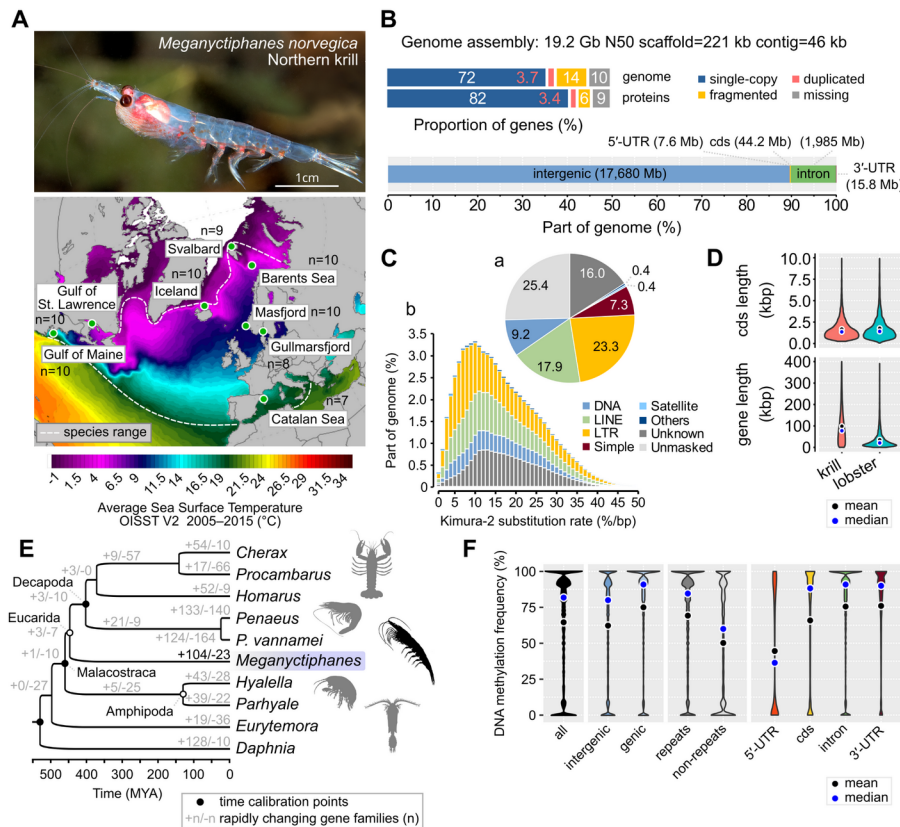 A
Meganyctiphanes norvegica
Northern krill
1cm
n=9
Svalbard
n=10
Barents Sea
n=10
Iceland
Gulf of
St. Lawrence
n=10
Masfjord
n=10
Gulf of Maine
n=10
Gullmarsfjord
n=8
n=7
Catalan Sea
species range
-1 1.5 4 6.5 9 11.5 14 16.5 19 21.5 24 26.5 29 31.5 34
Average Sea Surface Temperature
OISST V2 2005–2015 (°C)
B
Genome assembly: 19.2 Gb N50 scaffold=221 kb contig=46 kb
72 3.7 14 10 genome
82 3.4 6 9 proteins
single-copy duplicated
fragmented missing
Proportion of genes (%)
5′-UTR (7.6 Mb) cds (44.2 Mb) (1,985 Mb)
intergenic (17,680 Mb) intron
3′-UTR
(15.8 Mb)
0 10 20 30 40 50 60 70 80 90 100
Part of genome (%)
C
a
16.0
0.4
0.4
7.3
23.3
17.9
9.2
25.4
b
Part of genome (%)
3.5
3.0
2.5
2.0
1.5
1.0
0.5
0.0
0 5 10 15 20 25 30 35 40 45 50
Kimura-2 substitution rate (%/bp)
DNA Satellite
LINE Others
LTR Unknown
Simple Unmasked
D
cds length
(kbp)
10.0
7.5
5.0
2.5
0.0
gene length
(kbp)
400
300
200
100
0
krill
lobster
mean
median
E
+54/-10
Cherax
+9/-57
+17/-66
Procambarus
+3/-0
+52/-9
Homarus
Decapoda
+3/-10
+133/-140
Penaeus
+21/-9
+124/-164
P. vannamei
Eucarida
+3/-7
+104/-23
Meganyctiphanes
+1/-10
Malacostraca
+43/-28
Hyalella
+5/-25
+39/-22
Parhyale
Amphipoda
+0/-27
+19/-36
Eurytemora
+128/-10
Daphnia
500 400 300 200 100 0
Time (MYA)
time calibration points
+n/-n rapidly changing gene families (n)
F
DNA methylation frequency (%)
100
75
50
25
0
all
intergenic
genic
repeats
non-repeats
5′-UTR
cds
intron
3′-UTR
mean
median